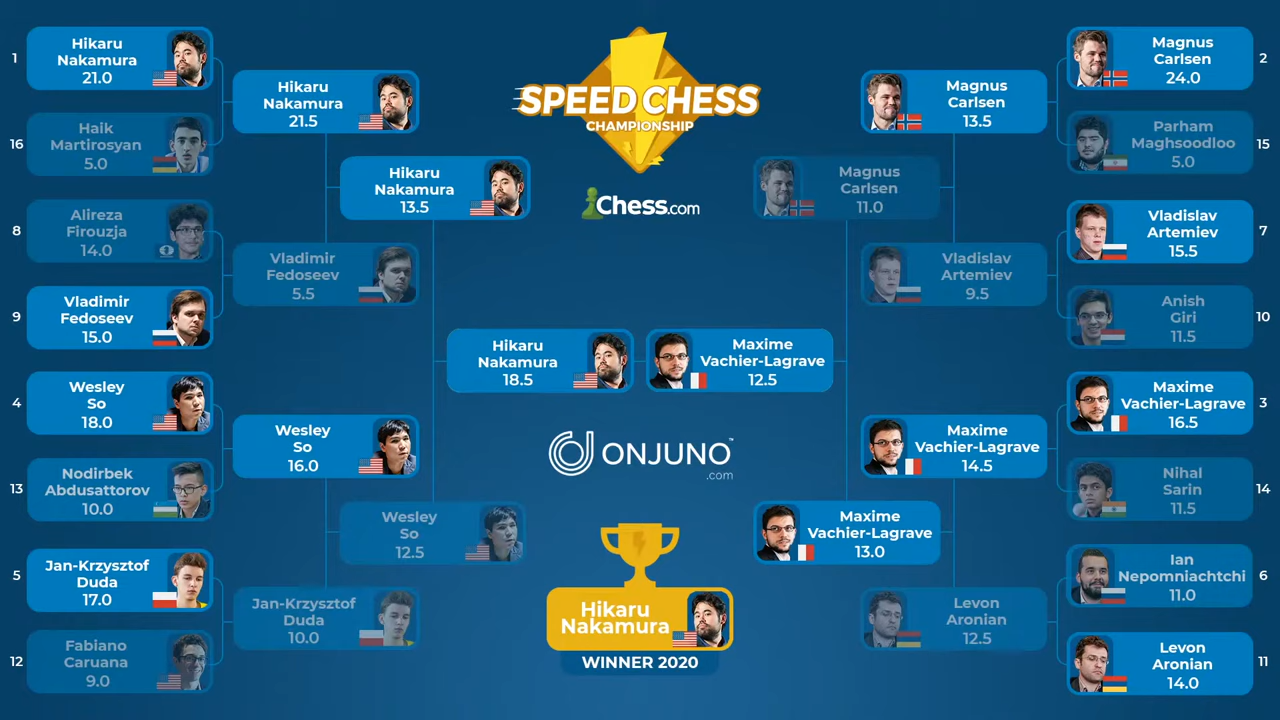 SPEED CHESS
CHAMPIONSHIP
Chess.com
1
Hikaru
Nakamura
21.0
16
Haik
Martirosyan
5.0
8
Alireza
Firouzja
14.0
9
Vladimir
Fedoseev
15.0
4
Wesley
So
18.0
13
Nodirbek
Abdusattorov
10.0
5
Jan-Krzysztof
Duda
17.0
12
Fabiano
Caruana
9.0
Hikaru
Nakamura
21.5
Vladimir
Fedoseev
5.5
Wesley
So
16.0
Jan-Krzysztof
Duda
10.0
Hikaru
Nakamura
13.5
Wesley
So
12.5
Hikaru
Nakamura
18.5
Maxime
Vachier-Lagrave
12.5
ONJUNO™
.com
Hikaru
Nakamura
WINNER 2020
Magnus
Carlsen
11.0
Maxime
Vachier-Lagrave
13.0
Magnus
Carlsen
13.5
Vladislav
Artemiev
9.5
Maxime
Vachier-Lagrave
14.5
Levon
Aronian
12.5
Magnus
Carlsen
24.0
2
Parham
Maghsoodloo
5.0
15
Vladislav
Artemiev
15.5
7
Anish
Giri
11.5
10
Maxime
Vachier-Lagrave
16.5
3
Nihal
Sarin
11.5
14
Ian
Nepomniachtchi
11.0
6
Levon
Aronian
14.0
11